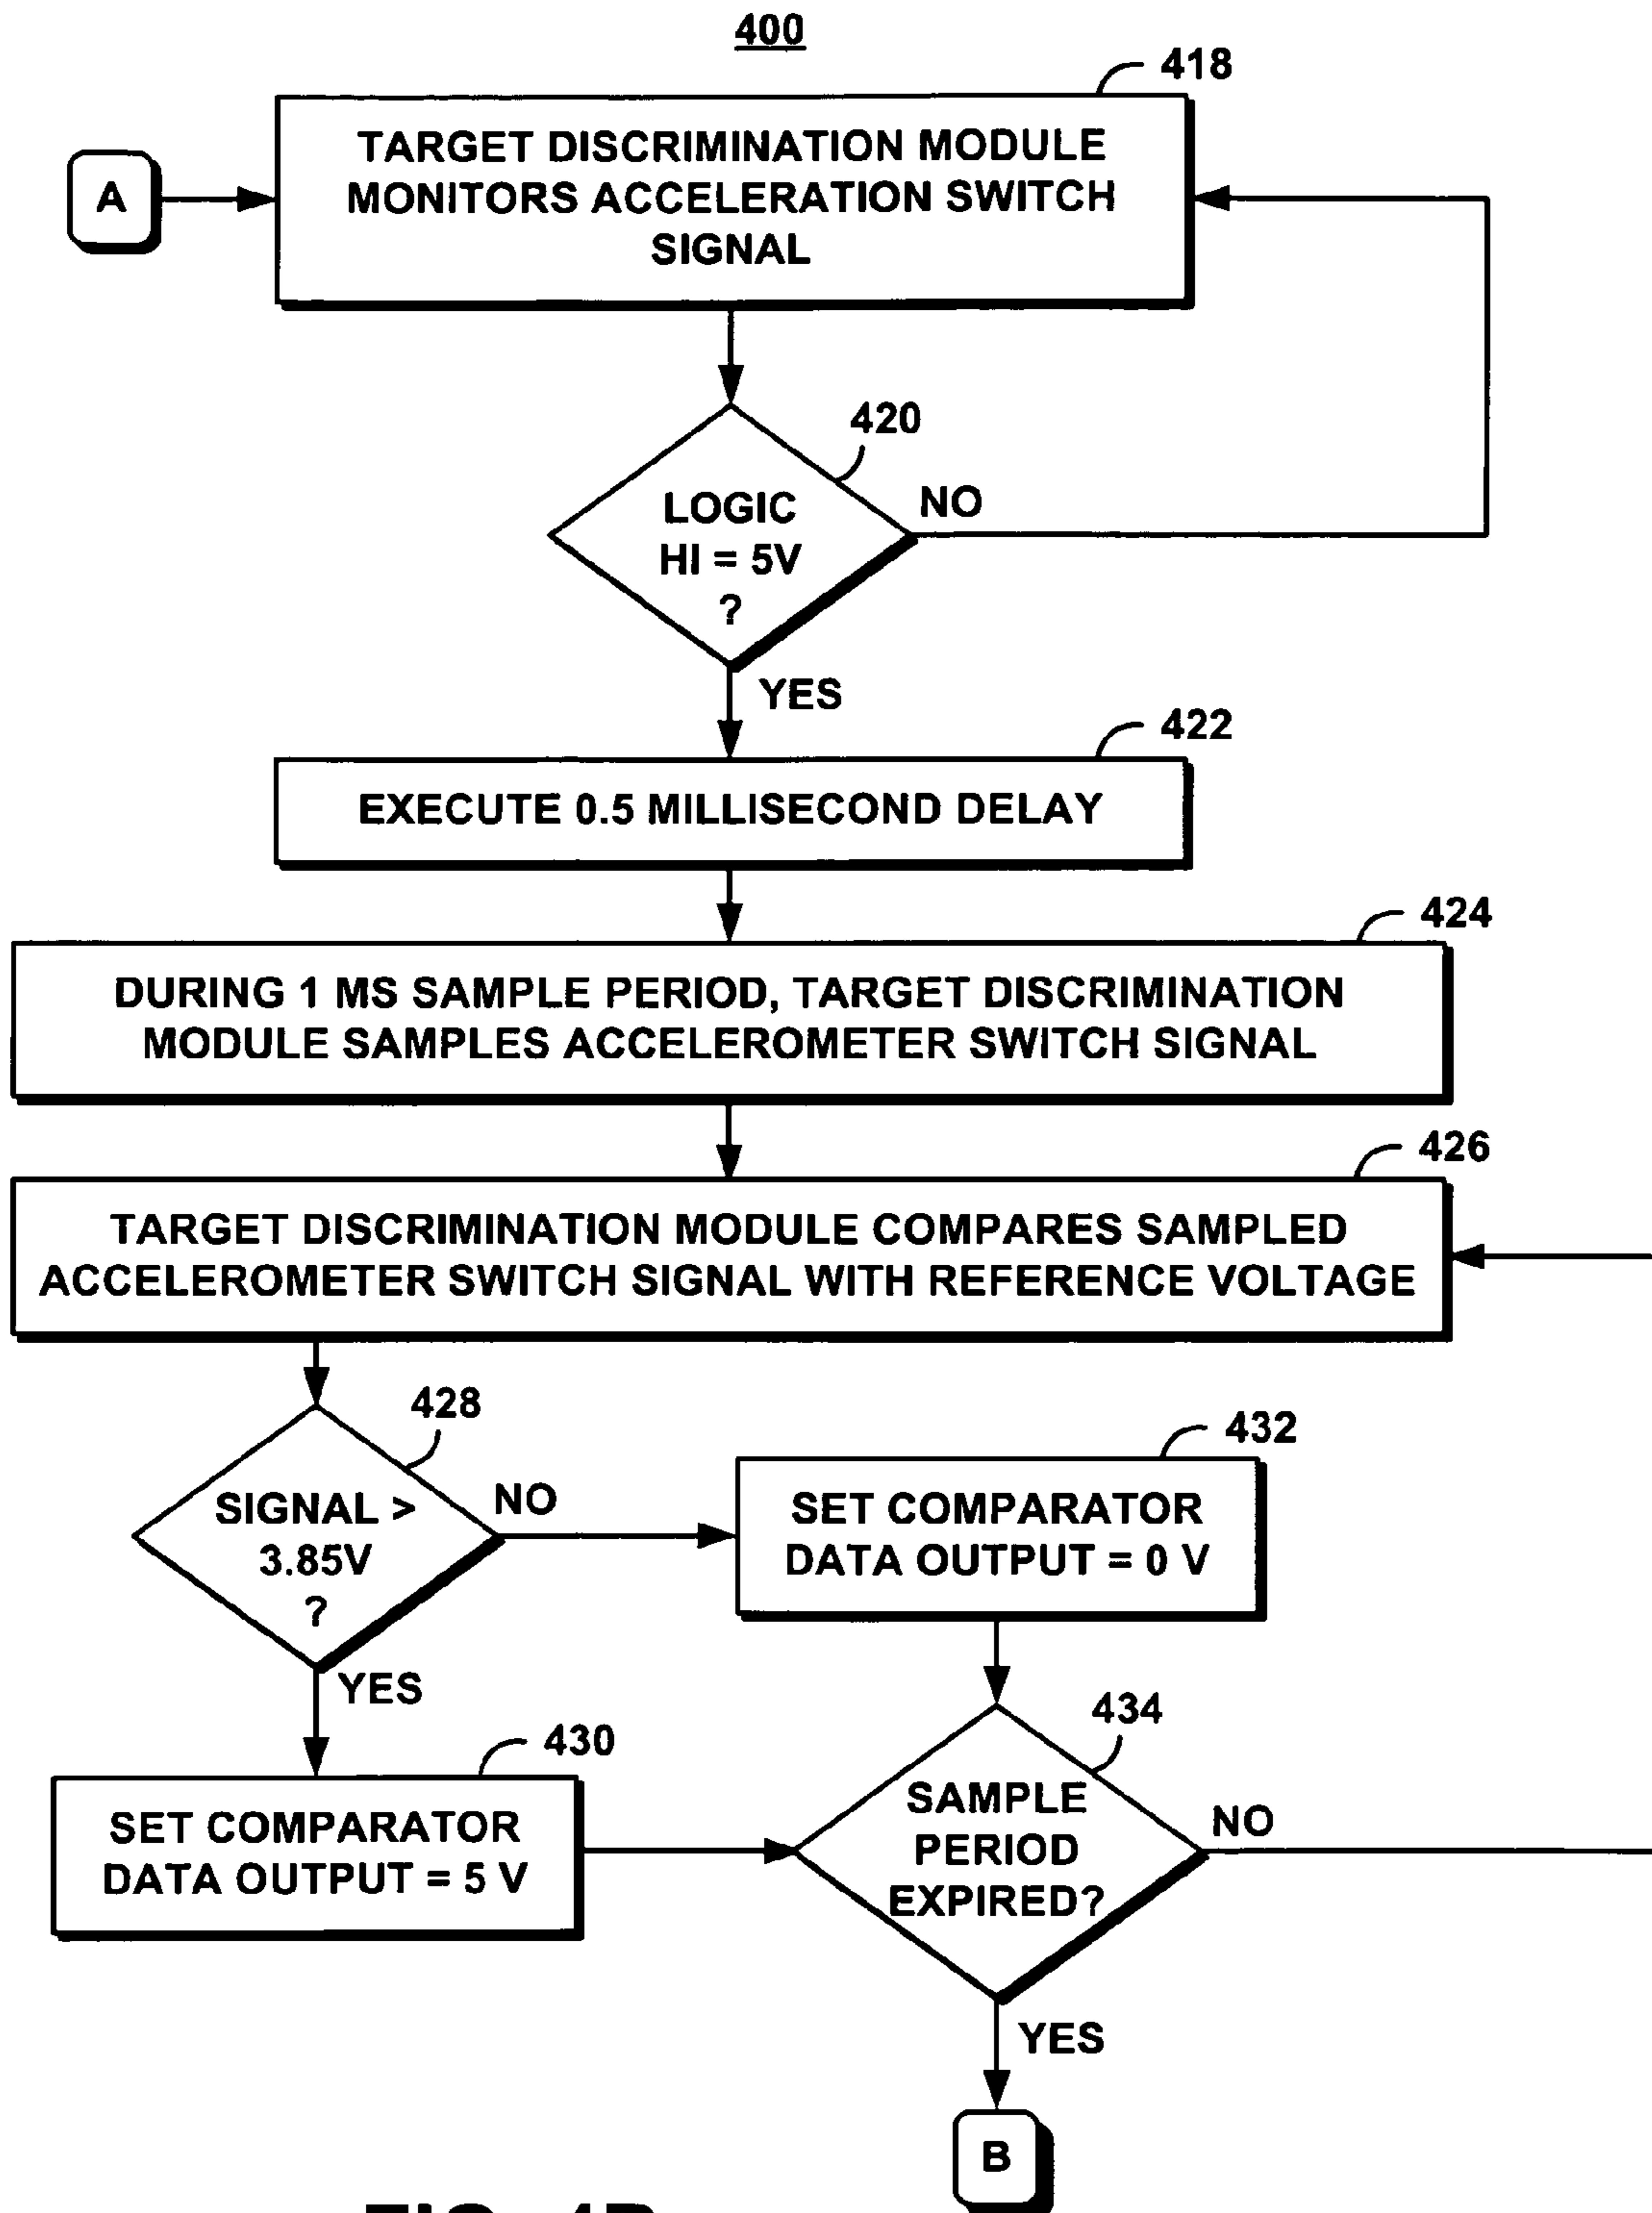 400
418
A
TARGET DISCRIMINATION MODULE
MONITORS ACCELERATION SWITCH
SIGNAL
420
LOGIC
HI = 5V
?
NO
YES
422
EXECUTE 0.5 MILLISECOND DELAY
424
DURING 1 MS SAMPLE PERIOD, TARGET DISCRIMINATION
MODULE SAMPLES ACCELEROMETER SWITCH SIGNAL
426
TARGET DISCRIMINATION MODULE COMPARES SAMPLED
ACCELEROMETER SWITCH SIGNAL WITH REFERENCE VOLTAGE
428
SIGNAL >
3.85V
?
NO
YES
432
SET COMPARATOR
DATA OUTPUT = 0 V
430
SET COMPARATOR
DATA OUTPUT = 5 V
434
SAMPLE
PERIOD
EXPIRED?
NO
YES
B